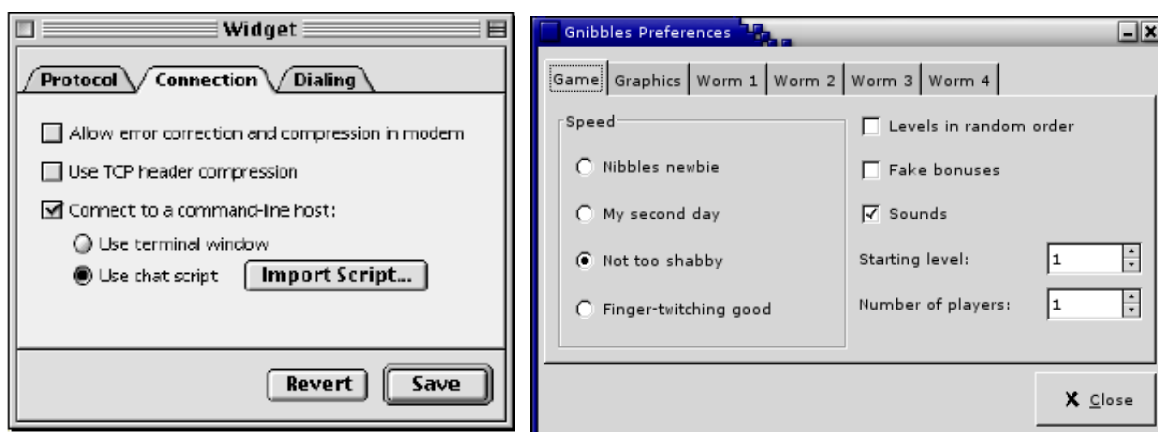 Widget
Protocol Connection Dialing
Allow error correction and compression in modem
Use TCP header compression
Connect to a command-line host:
Use terminal window
Use chat script Import Script...
Revert Save
Gnibbles Preferences
Game Graphics Worm 1 Worm 2 Worm 3 Worm 4
Speed
Nibbles newbie
My second day
Not too shabby
Finger-twitching good
Levels in random order
Fake bonuses
Sounds
Starting level: 1
Number of players: 1
Close